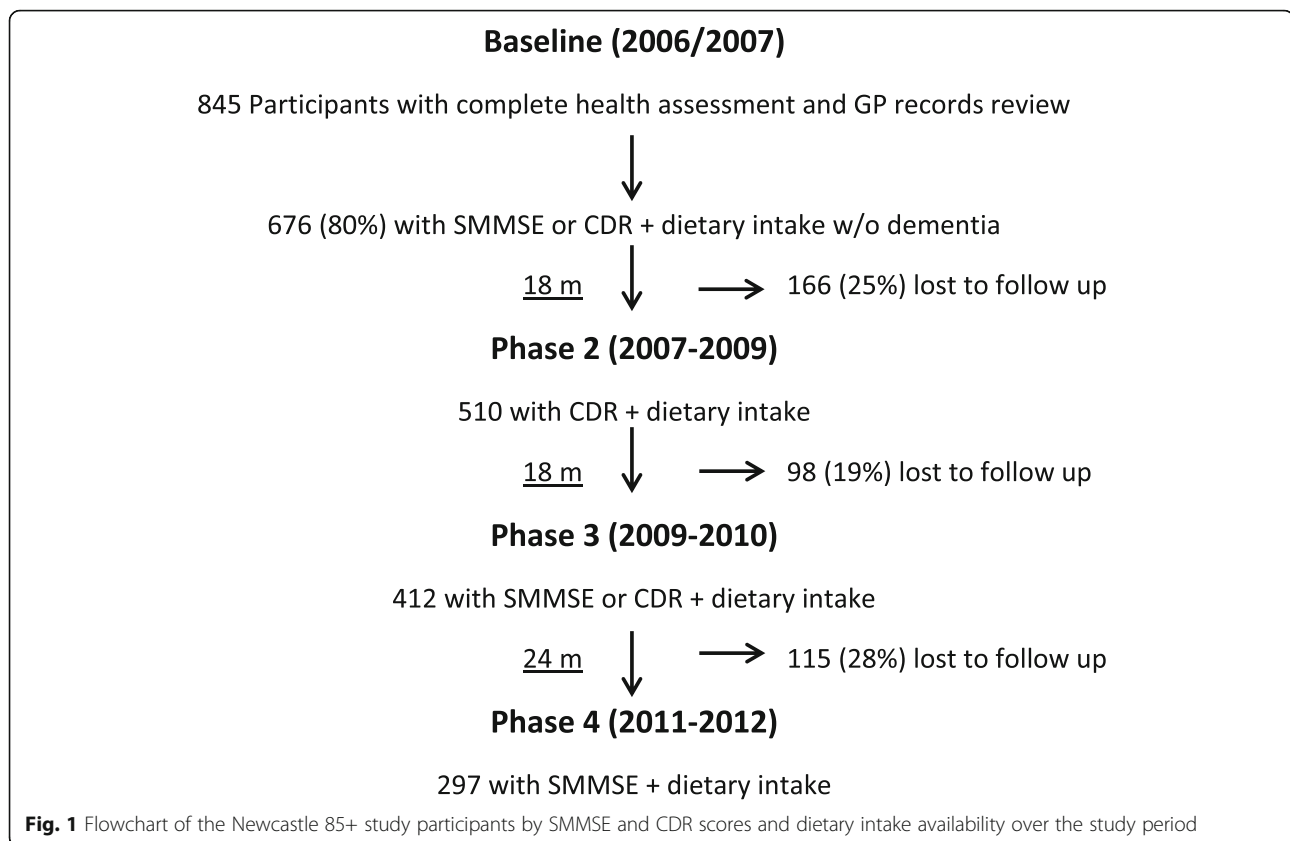 Baseline (2006/2007)
845 Participants with complete health assessment and GP records review
676 (80%) with SMMSE or CDR + dietary intake w/o dementia
18 m
166 (25%) lost to follow up
Phase 2 (2007-2009)
510 with CDR + dietary intake
18 m
98 (19%) lost to follow up
Phase 3 (2009-2010)
412 with SMMSE or CDR + dietary intake
24 m
115 (28%) lost to follow up
Phase 4 (2011-2012)
297 with SMMSE + dietary intake
Fig. 1 Flowchart of the Newcastle 85+ study participants by SMMSE and CDR scores and dietary intake availability over the study period